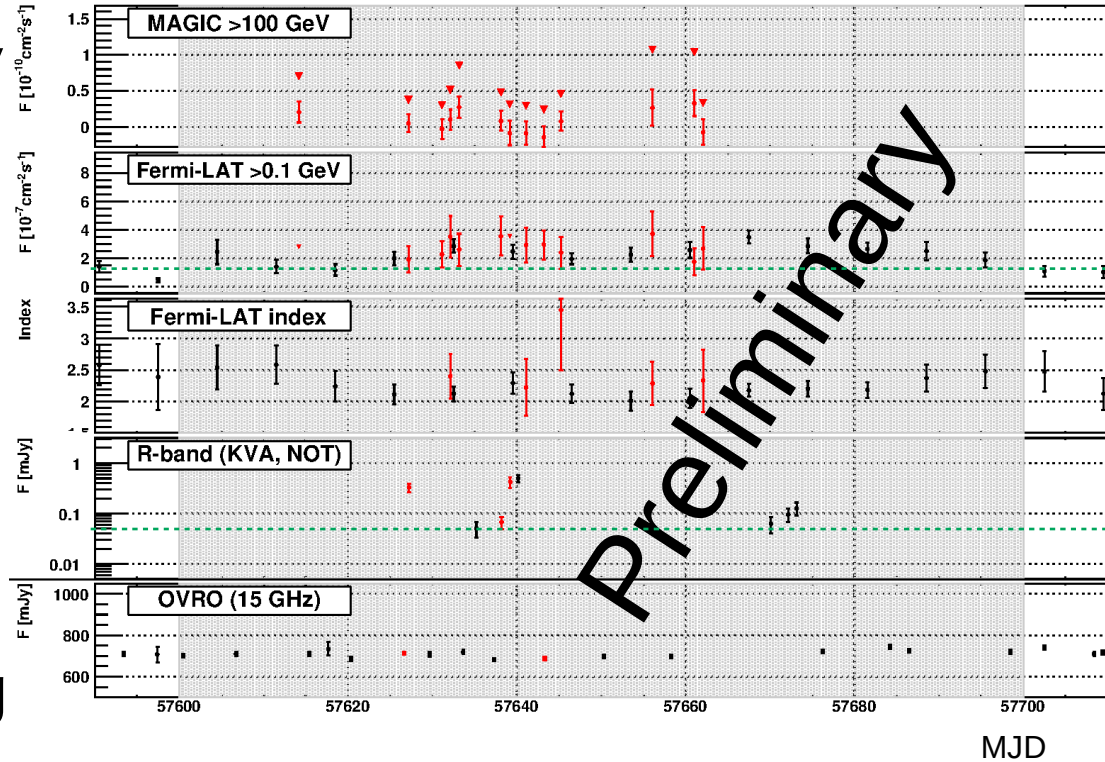 MAGIC >100 GeV
F [10⁻¹⁰cm⁻²s⁻¹]
1.5
1
0.5
0
Fermi-LAT >0.1 GeV
F [10⁻⁷cm⁻²s⁻¹]
8
6
4
2
0
Fermi-LAT index
Index
3.5
3
2.5
2
R-band (KVA, NOT)
F [mJy]
1
0.1
0.01
OVRO (15 GHz)
F [mJy]
1000
800
600
57600 57620 57640 57660 57680 57700
MJD
Preliminary